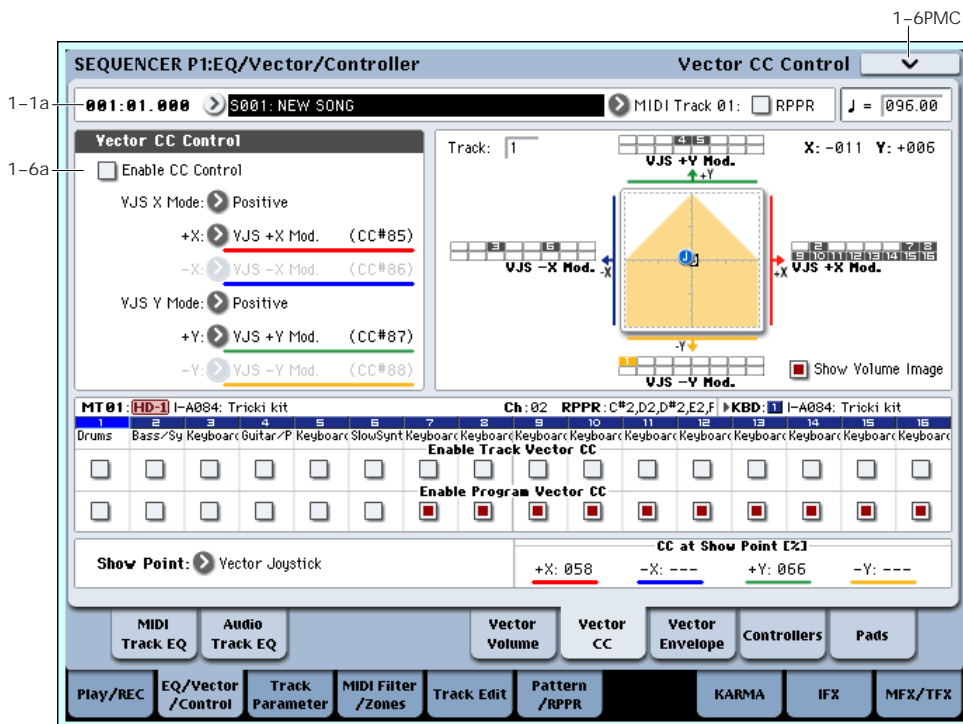 1-6PMC
SEQUENCER P1:EQ/Vector/Controller Vector CC Control
1-1a
001:01.000 S001: NEW SONG MIDI Track 01: RPPR ♩ = 096.00
Vector CC Control
1-6a
Enable CC Control
VJS X Mode: Positive
+X: VJS +X Mod. (CC#85)
-X: VJS -X Mod. (CC#86)
VJS Y Mode: Positive
+Y: VJS +Y Mod. (CC#87)
-Y: VJS -Y Mod. (CC#88)
Track: 1
4 5
X: -011 Y: +006
VJS +Y Mod.
+Y
3 6
VJS -X Mod. -X
J
2 7 8
9 10 11 12 13 14 15 16
+X VJS +X Mod.
-Y
1
VJS -Y Mod.
Show Volume Image
MT01: HD-1 I-A084: Tricki kit Ch:02 RPPR:C#2,D2,D#2,E2,F KBD: 1 I-A084: Tricki kit
1 2 3 4 5 6 7 8 9 10 11 12 13 14 15 16
Drums Bass/Sy Keyboarc Guitar/P Keyboarc SlowSynt Keyboarc Keyboarc Keyboarc Keyboarc Keyboarc Keyboarc Keyboarc Keyboarc Keyboarc Keyboarc
Enable Track Vector CC
Enable Program Vector CC
Show Point: Vector Joystick
CC at Show Point [%]
+X: 058 -X: --- +Y: 066 -Y: ---
MIDI Track EQ
Audio Track EQ
Vector Volume
Vector CC
Vector Envelope
Controllers
Pads
Play/REC
EQ/Vector /Control
Track Parameter
MIDI Filter /Zones
Track Edit
Pattern /RPPR
KARMA
IFX
MFX/TFX